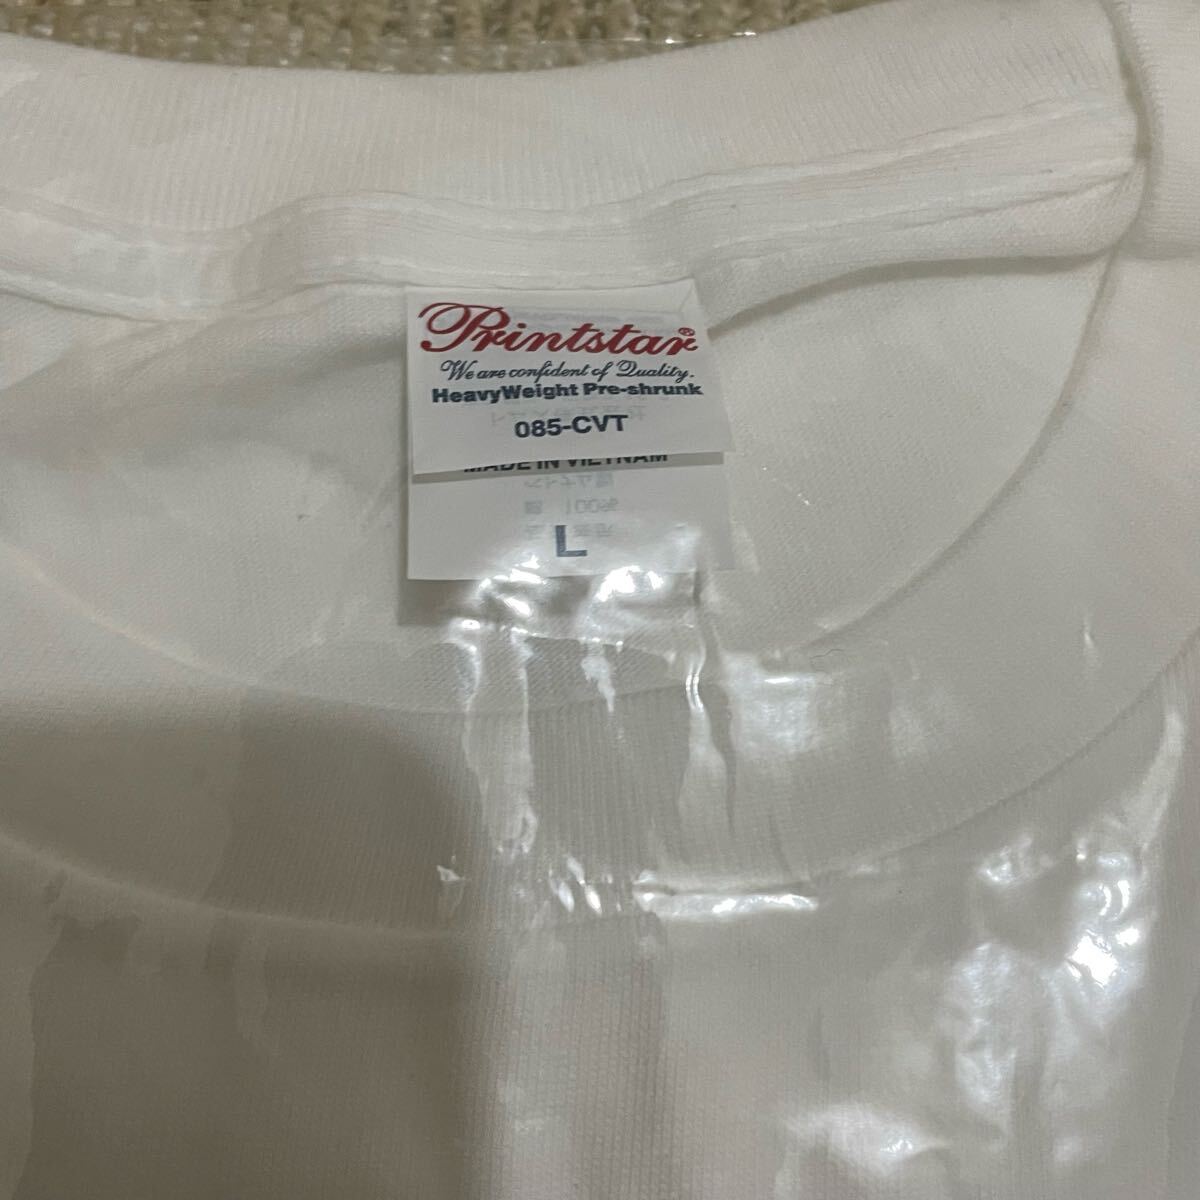 Printstar®
We are confident of Quality.
HeavyWeight Pre-shrunk
085-CVT
MADE IN VIETNAM
L